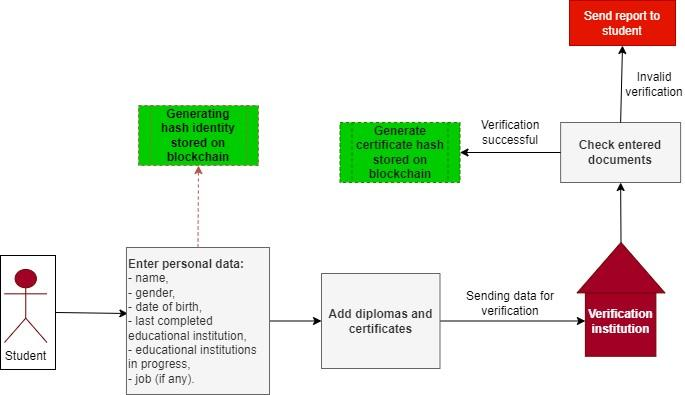 Send report to
student
Invalid
verification
Generating
hash identity
stored on
blockchain
Generate
certificate hash
stored on
blockchain
Verification
successful
Check entered
documents
Enter personal data:
- name,
- gender,
- date of birth,
- last completed
educational institution,
- educational institutions
in progress,
- job (if any).
Student
Add diplomas and
certificates
Sending data for
verification
Verification
institution